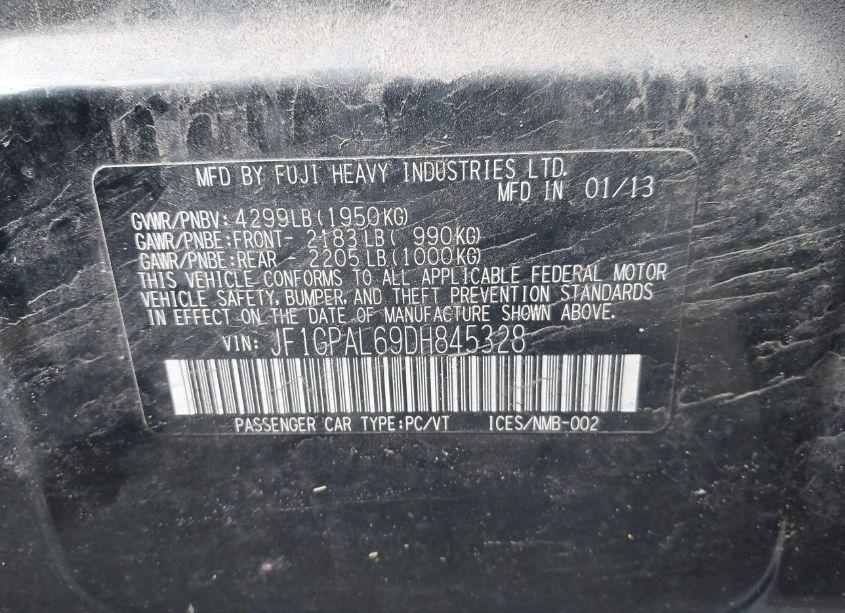 MFD BY FUJI HEAVY INDUSTRIES LTD.
MFD IN 01/13
GVWR/PNBV: 4299LB(1950KG)
GAWR/PNBE:FRONT- 2183LB( 990KG)
GAWR/PNBE:REAR - 2205LB(1000KG)
THIS VEHICLE CONFORMS TO ALL APPLICABLE FEDERAL MOTOR
VEHICLE SAFETY, BUMPER, AND THEFT PREVENTION STANDARDS
IN EFFECT ON THE DATE OF MANUFACTURE SHOWN ABOVE.
VIN: JF1GPAL69DH845328
PASSENGER CAR TYPE:PC/VT ICES/NMB-002